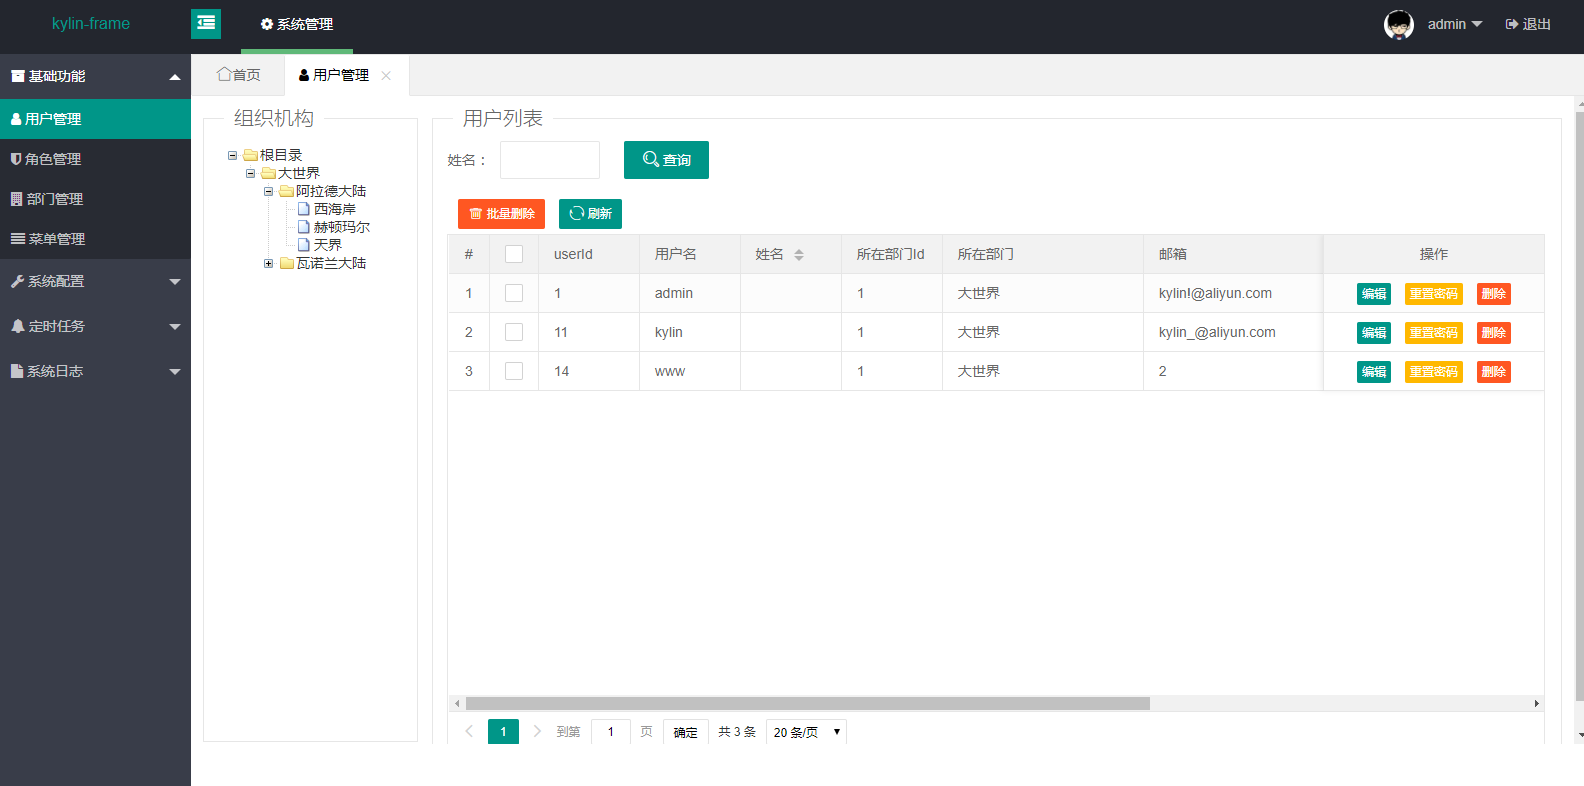 kylin-frame
系统管理
admin
退出
基础功能
用户管理
角色管理
部门管理
菜单管理
系统配置
定时任务
系统日志
首页
用户管理
组织机构
根目录
大世界
阿拉德大陆
西海岸
赫顿玛尔
天界
瓦诺兰大陆
用户列表
姓名：
查询
批量删除
刷新
# userId 用户名 姓名 所在部门Id 所在部门 邮箱 操作
1 1 admin 1 大世界 kylin!@aliyun.com 编辑 重置密码 删除
2 11 kylin 1 大世界 kylin_@aliyun.com 编辑 重置密码 删除
3 14 www 1 大世界 2 编辑 重置密码 删除
1 到第 1 页 确定 共 3 条 20 条/页